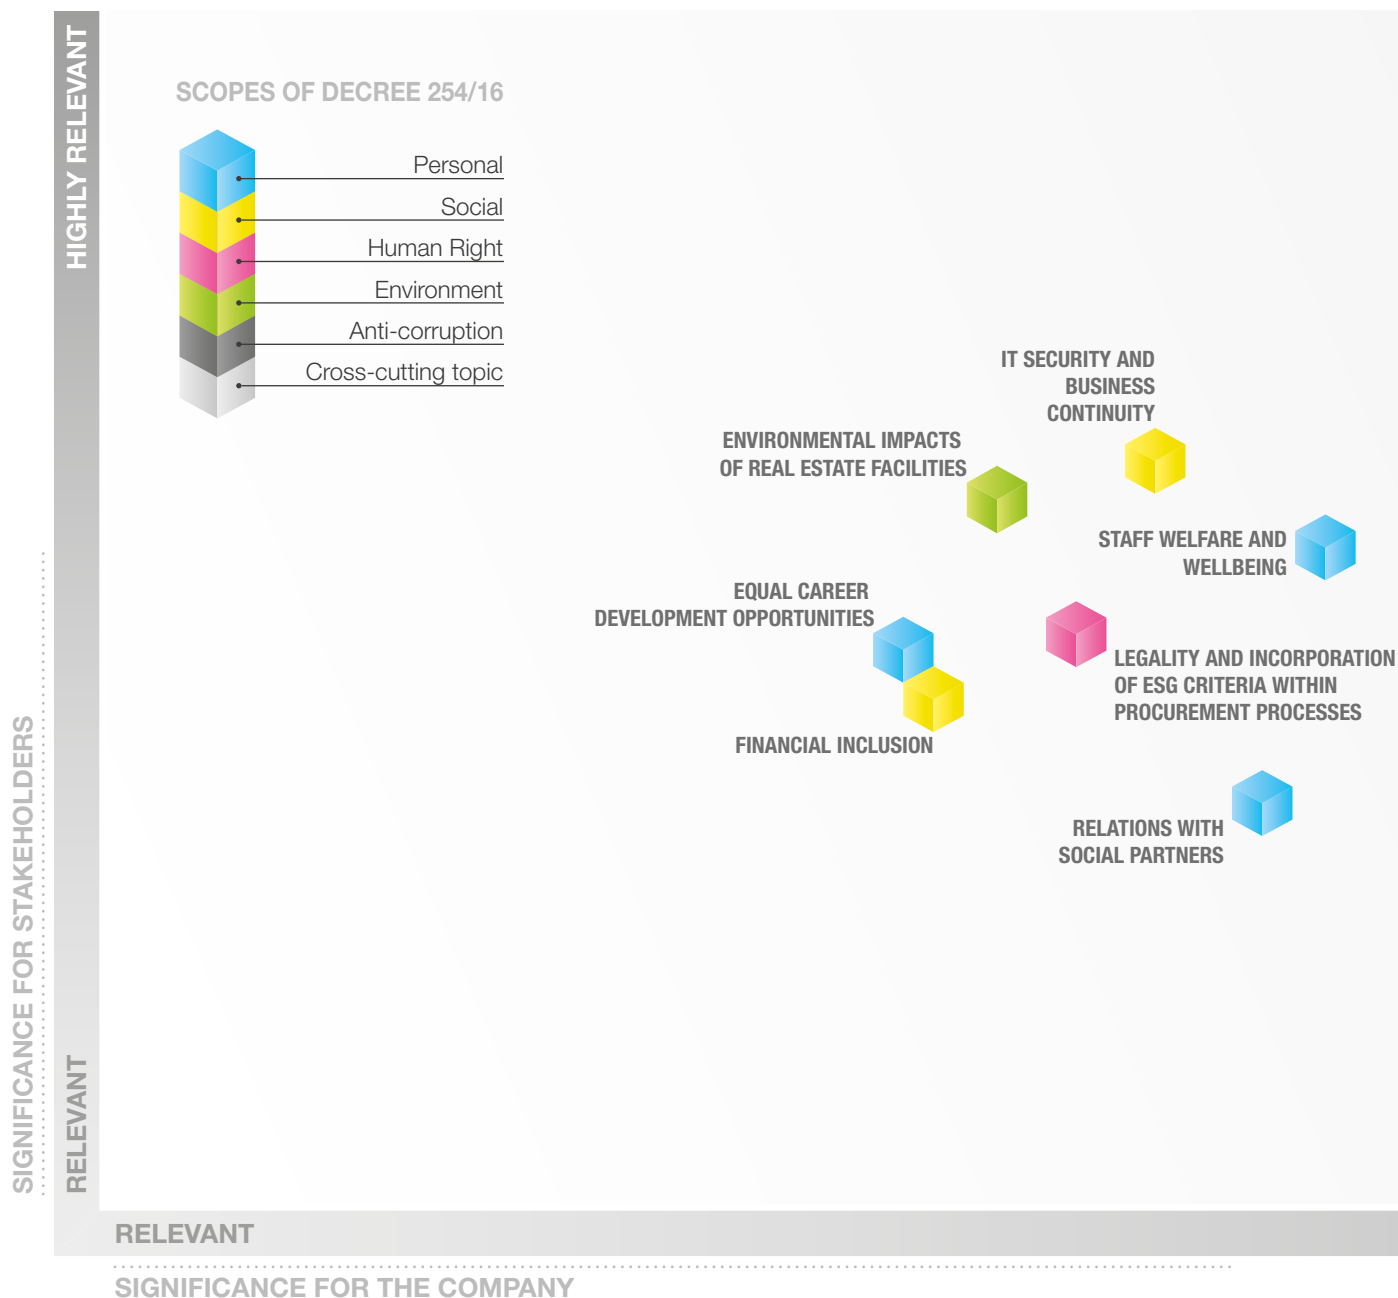 HIGHLY RELEVANT
SCOPES OF DECREE 254/16
Personal
Social
Human Right
Environment
Anti-corruption
Cross-cutting topic
IT SECURITY AND
BUSINESS
CONTINUITY
ENVIRONMENTAL IMPACTS
OF REAL ESTATE FACILITIES
STAFF WELFARE AND
WELLBEING
EQUAL CAREER
DEVELOPMENT OPPORTUNITIES
LEGALITY AND INCORPORATION
OF ESG CRITERIA WITHIN
PROCUREMENT PROCESSES
FINANCIAL INCLUSION
RELATIONS WITH
SOCIAL PARTNERS
SIGNIFICANCE FOR STAKEHOLDERS
RELEVANT
RELEVANT
SIGNIFICANCE FOR THE COMPANY